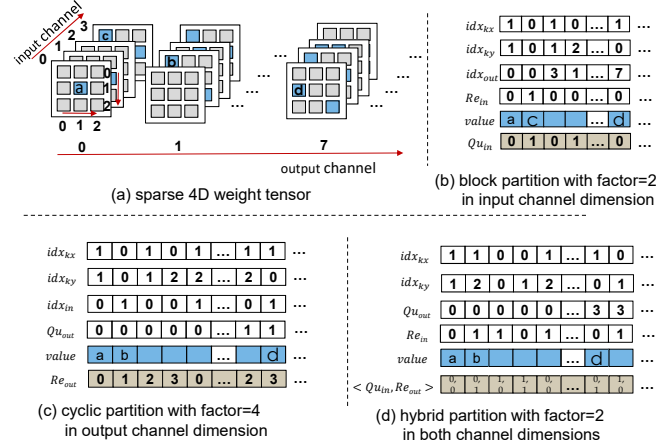 input channel
0 1 2 3
c
b
a
d
0
1
2
0 1 2
0 1 7
... ... ...
output channel
(a) sparse 4D weight tensor
idx_kx 1 0 1 0 ... 1 ...
idx_ky 1 0 1 2 ... 0 ...
idx_out 0 0 3 1 ... 7 ...
Re_in 0 1 0 0 ... 0 ...
value a c ... d ...
Qu_in 0 1 0 1 ... 0 ...
(b) block partition with factor=2
in input channel dimension
idx_kx 1 0 1 0 1 ... 1 1 ...
idx_ky 1 0 1 2 2 ... 2 0 ...
idx_in 0 1 0 0 1 ... 0 1 ...
Qu_out 0 0 0 0 0 ... 1 1 ...
value a b ... d ...
Re_out 0 1 2 3 0 ... 2 3 ...
(c) cyclic partition with factor=4
in output channel dimension
idx_kx 1 1 0 0 1 ... 1 0 ...
idx_ky 1 2 0 1 2 ... 0 1 ...
Qu_out 0 0 0 0 0 ... 3 3 ...
Re_in 0 1 1 0 1 ... 0 1 ...
value a b ... d ...
< Qu_in, Re_out > 0,0 0,1 1,0 1,1 0,0 ... 0,1 1,0 ...
(d) hybrid partition with factor=2
in both channel dimensions